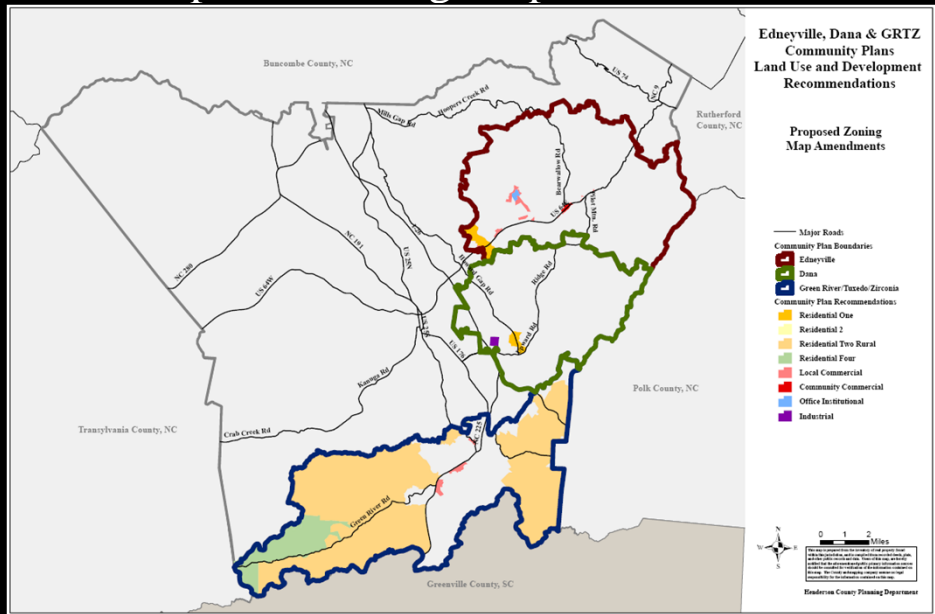 Edneyville, Dana & GRTZ
Community Plans
Land Use and Development
Recommendations
Proposed Zoning
Map Amendments
Buncombe County, NC
US 74
NC 9
Rutherford
County, NC
Mills Gap Rd
Hoopers Creek Rd
Bearwallow Rd
US 64
NC 280
NC 191
US 25N
US 64W
Ridge Rd
Upward Rd
US 176
Kanuga Rd
Crab Creek Rd
NC 225
Green River Rd
Polk County, NC
Transylvania County, NC
Greenville County, SC
Major Roads
Community Plan Boundaries
Edneyville
Dana
Green River/Tuxedo/Zirconia
Community Plan Recommendations
Residential One
Residential 2
Residential Two Rural
Residential Four
Local Commercial
Community Commercial
Office Institutional
Industrial
N
W E
S
0 1 2
Miles
Henderson County Planning Department